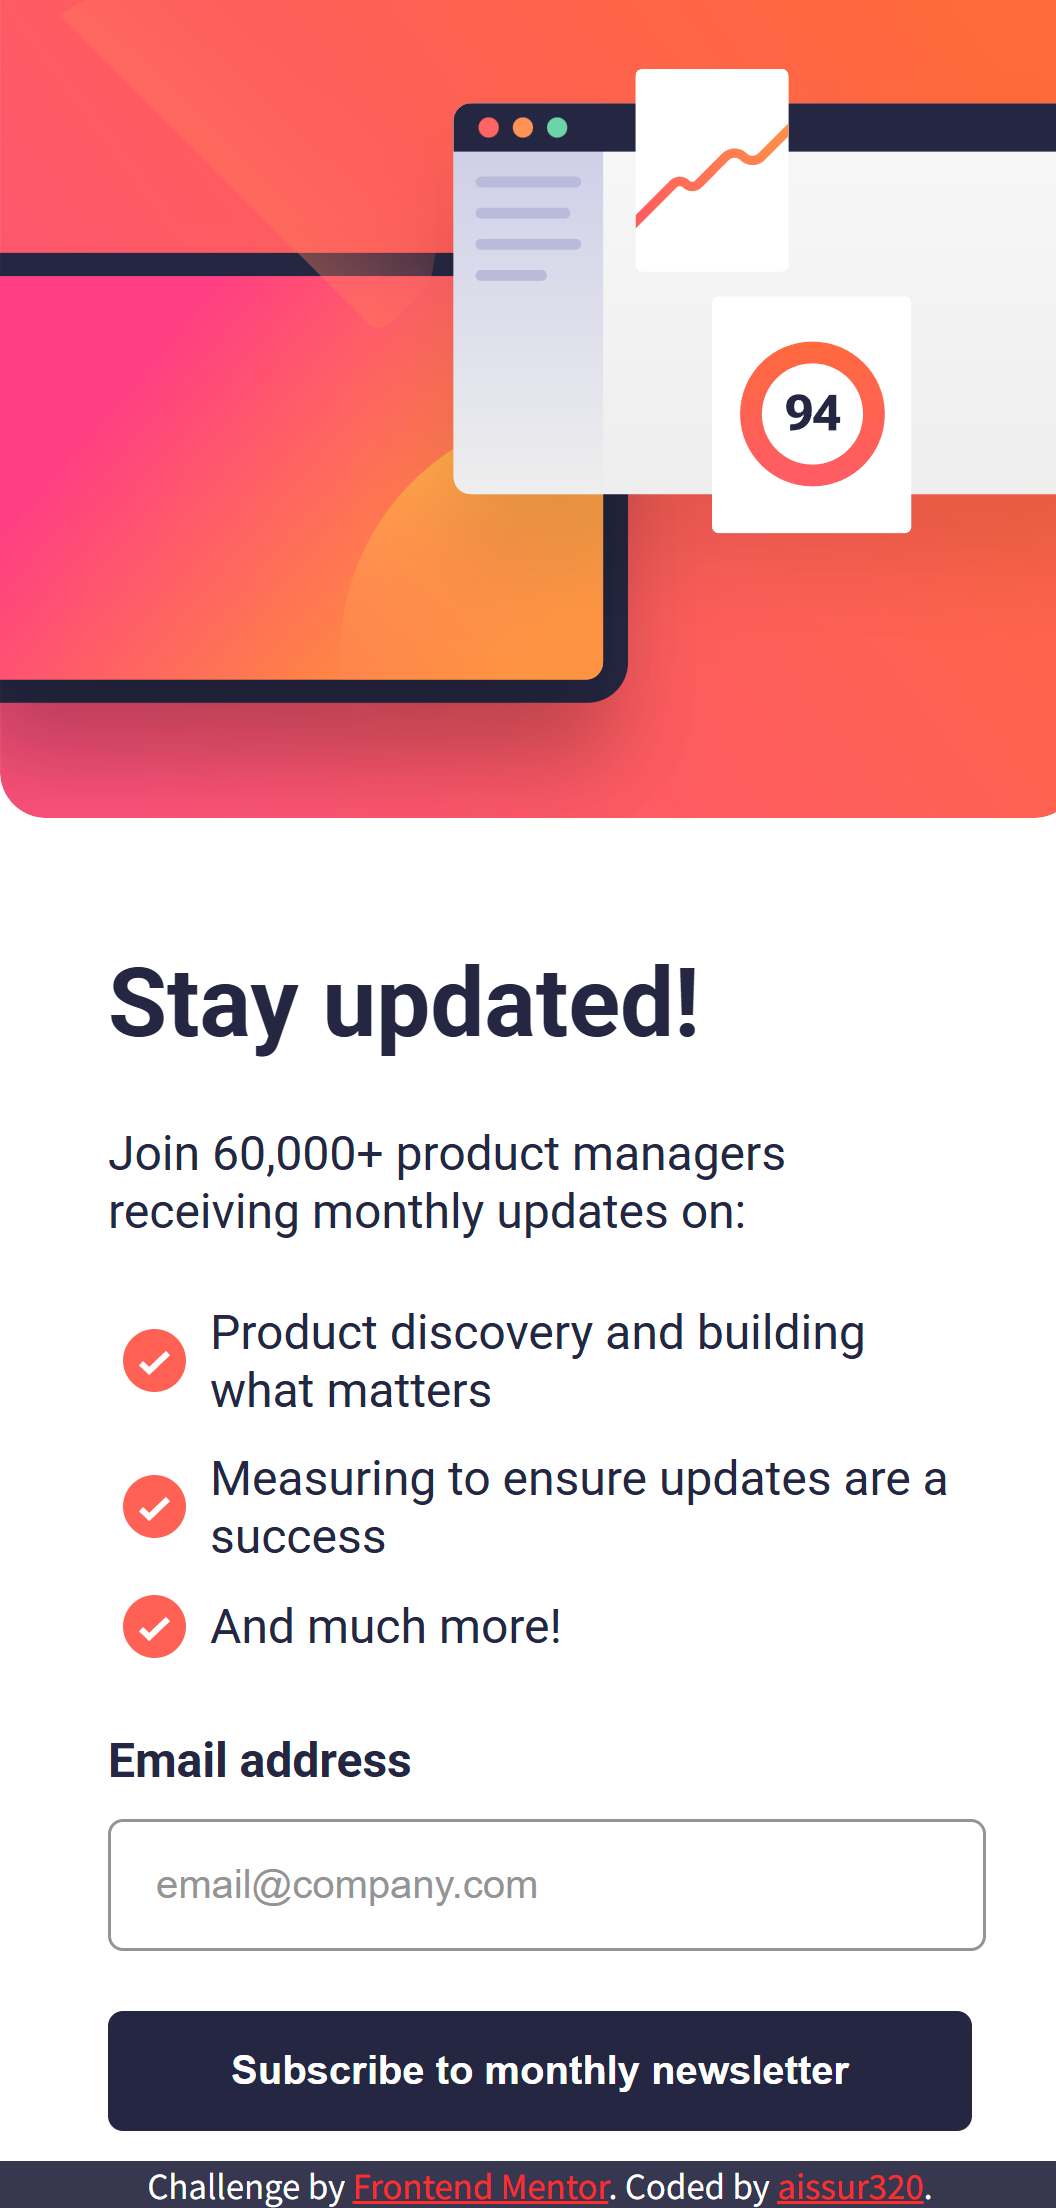 94
Stay updated!
Join 60,000+ product managers
receiving monthly updates on:
Product discovery and building
what matters
Measuring to ensure updates are a
success
And much more!
Email address
email@company.com
Subscribe to monthly newsletter
Challenge by Frontend Mentor. Coded by aissur320.